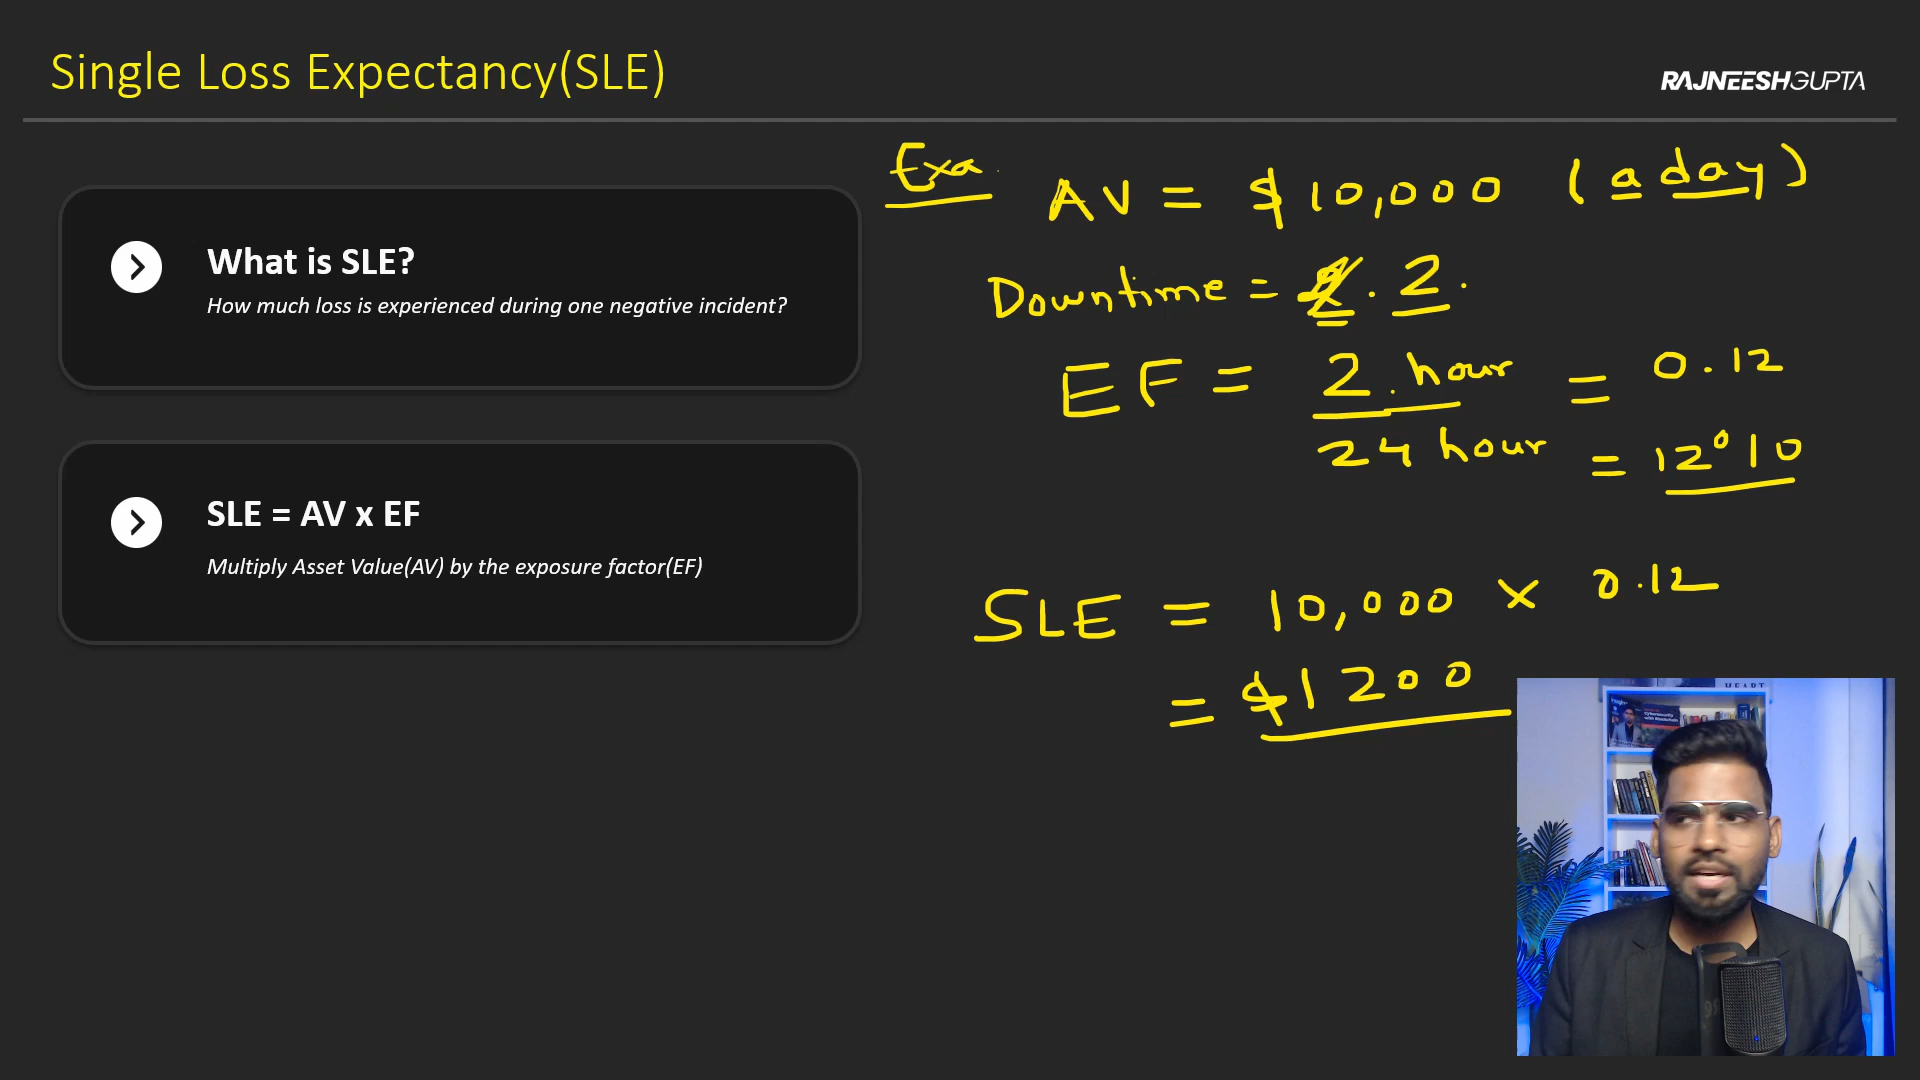 Single Loss Expectancy(SLE)
RAJNEESHGUPTA
What is SLE?
How much loss is experienced during one negative incident?
SLE = AV x EF
Multiply Asset Value(AV) by the exposure factor(EF)
Exa
AV = $10,000 (a day)
Downtime = 2.
EF = 2 hour = 0.12
24 hour = 12%
SLE = 10,000 x 0.12
= $1200